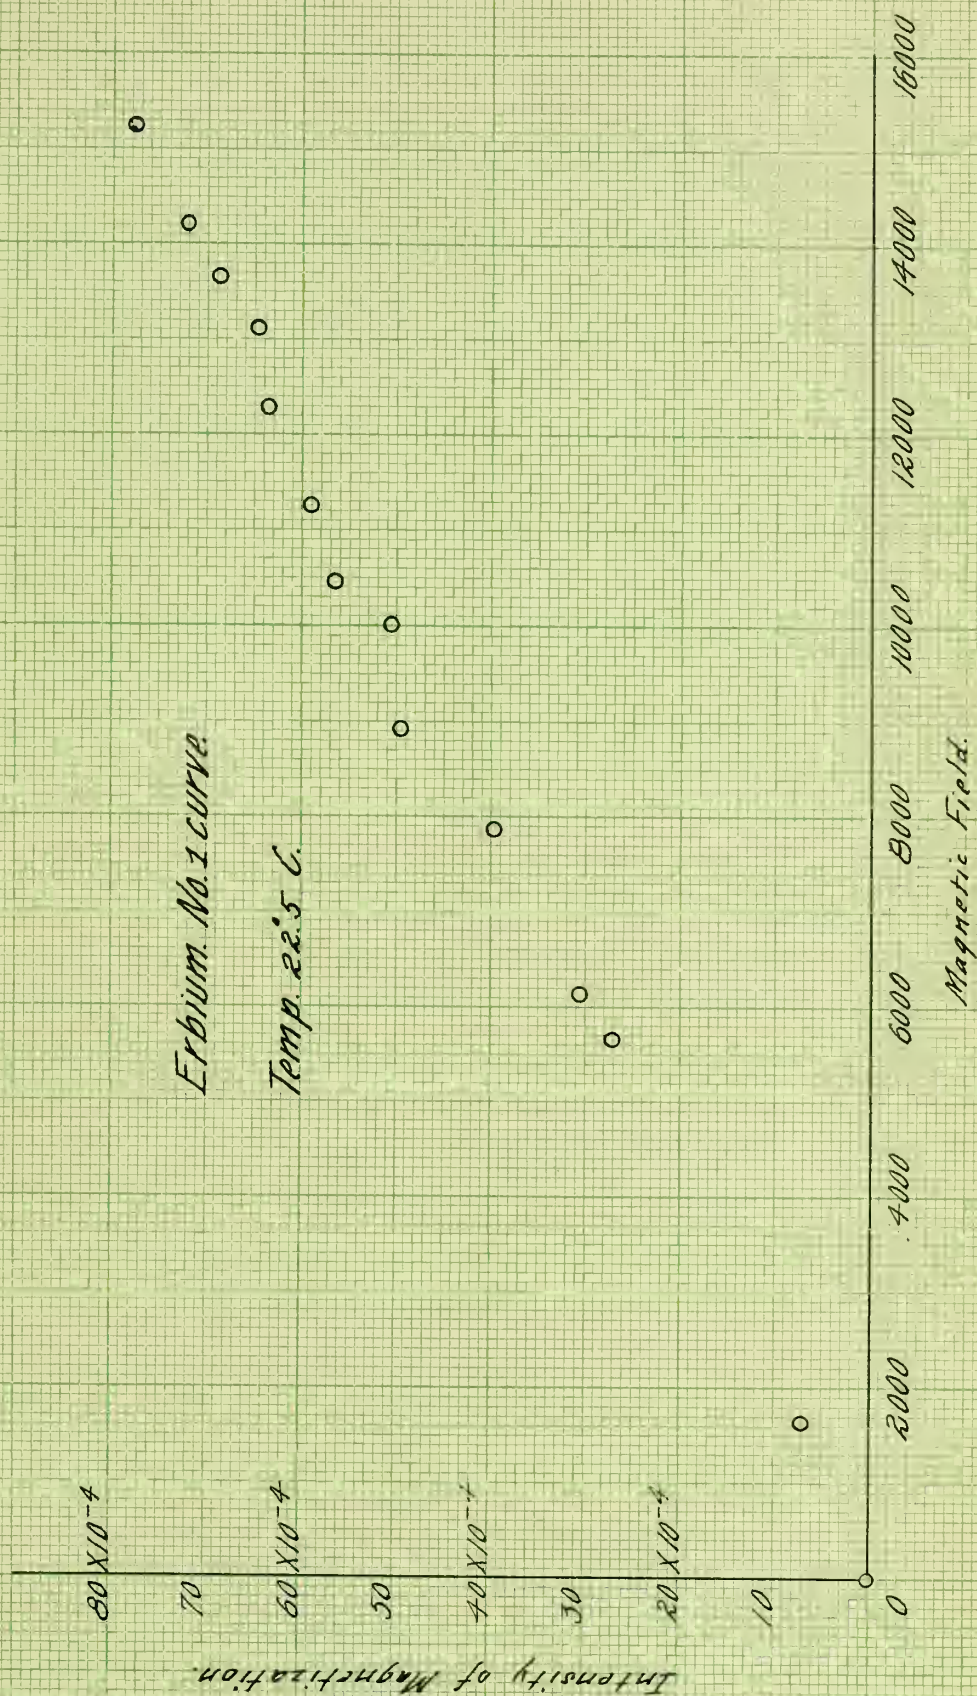 Erbium. No.1 curve.
Temp. 22.°5 C.
Intensity of Magnetization.
80 X10-4
70
60 X10-4
50
40 X10-4
30
20 X10-4
10
0
2000
4000
6000
8000
10000
12000
14000
16000
Magnetic Field.